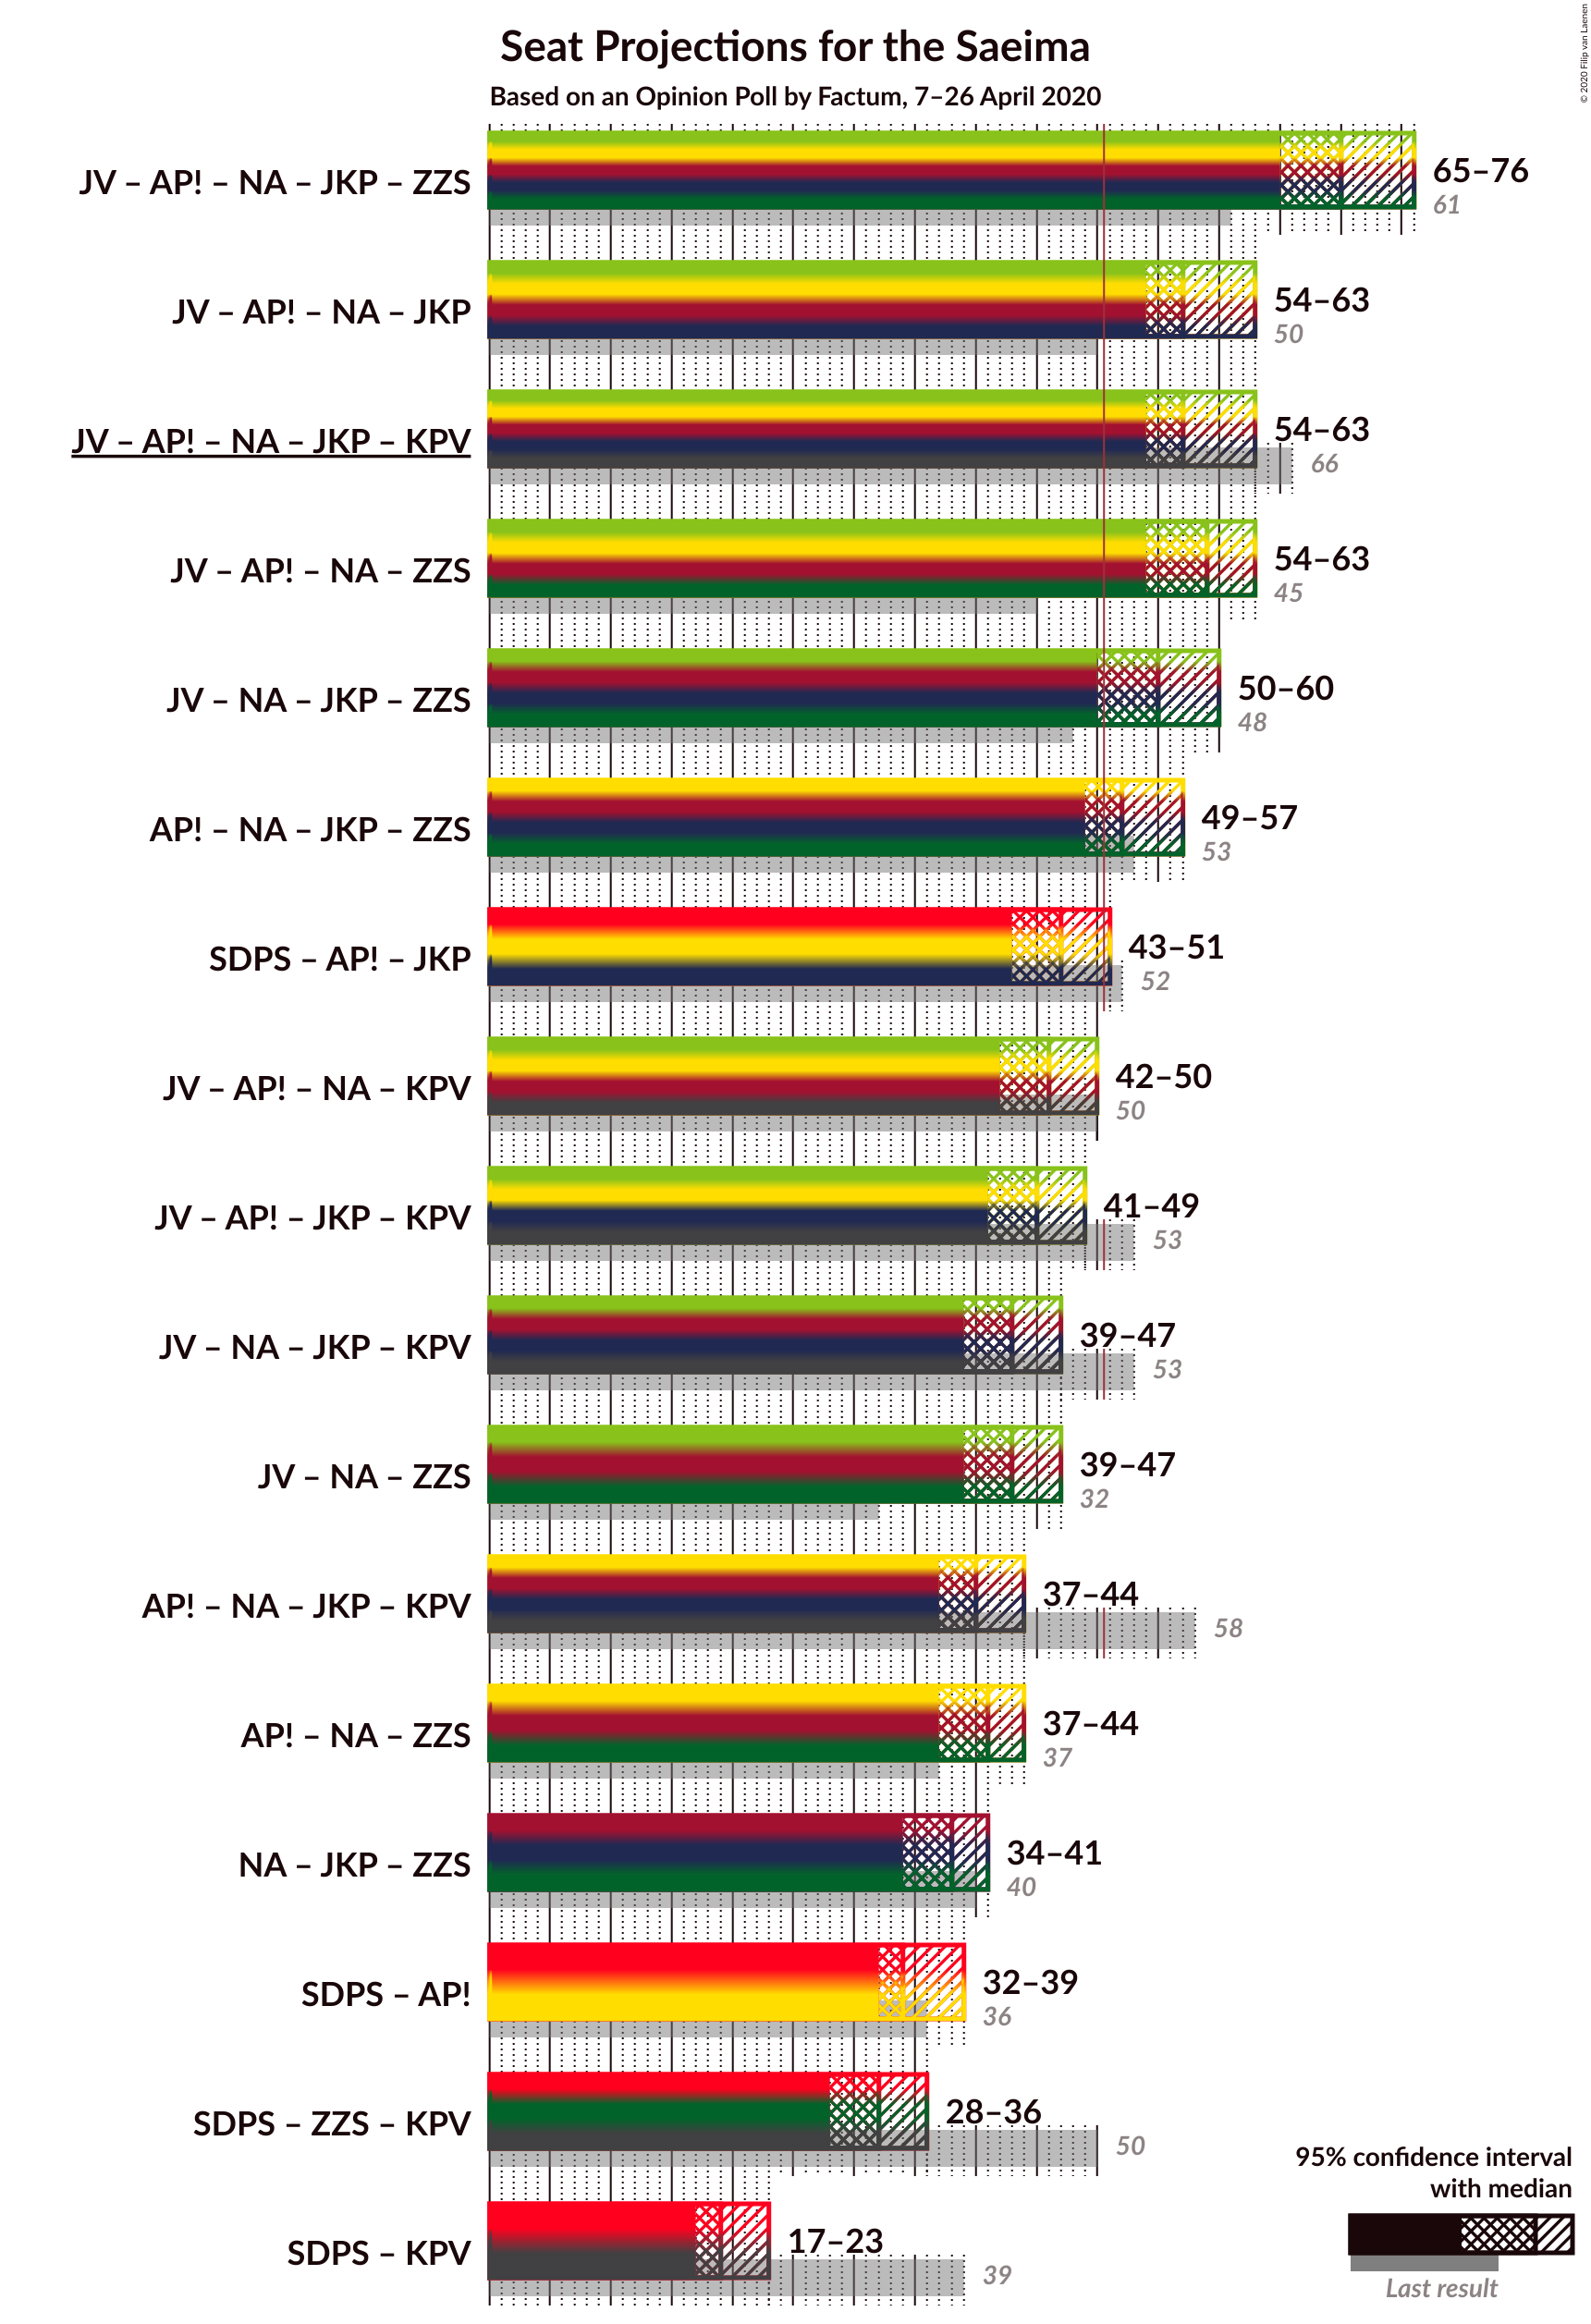 Seat Projections for the Saeima
Based on an Opinion Poll by Factum, 7–26 April 2020
© 2020 Filip van Laenen
JV – AP! – NA – JKP – ZZS
65–76
61
JV – AP! – NA – JKP
54–63
50
JV – AP! – NA – JKP – KPV
54–63
66
JV – AP! – NA – ZZS
54–63
45
JV – NA – JKP – ZZS
50–60
48
AP! – NA – JKP – ZZS
49–57
53
SDPS – AP! – JKP
43–51
52
JV – AP! – NA – KPV
42–50
50
JV – AP! – JKP – KPV
41–49
53
JV – NA – JKP – KPV
39–47
53
JV – NA – ZZS
39–47
32
AP! – NA – JKP – KPV
37–44
58
AP! – NA – ZZS
37–44
37
NA – JKP – ZZS
34–41
40
SDPS – AP!
32–39
36
SDPS – ZZS – KPV
28–36
50
SDPS – KPV
17–23
39
95% confidence interval
with median
Last result